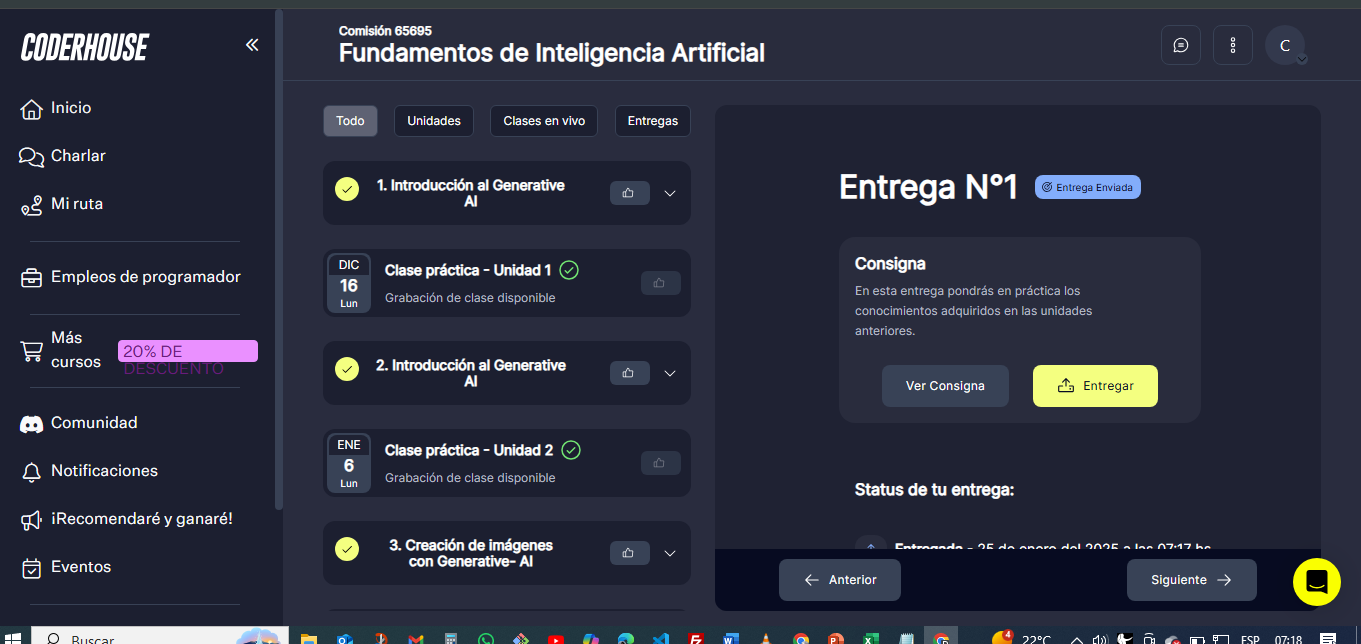 CODERHOUSE
Inicio
Charlar
Mi ruta
Empleos de programador
Más
cursos
20% DE
DESCUENTO
Comunidad
Notificaciones
¡Recomendaré y ganaré!
Eventos
Comisión 65695
Fundamentos de Inteligencia Artificial
C
Todo
Unidades
Clases en vivo
Entregas
1. Introducción al Generative
AI
DIC
16
Lun
Clase práctica - Unidad 1
Grabación de clase disponible
2. Introducción al Generative
AI
ENE
6
Lun
Clase práctica - Unidad 2
Grabación de clase disponible
3. Creación de imágenes
con Generative- AI
Entrega N°1
Entrega Enviada
Consigna
En esta entrega pondrás en práctica los
conocimientos adquiridos en las unidades
anteriores.
Ver Consigna
Entregar
Status de tu entrega:
Entregada - 25 de enero del 2025 a las 07:17 hs
Anterior
Siguiente
Buscar
4
22°C
ESP
07:18